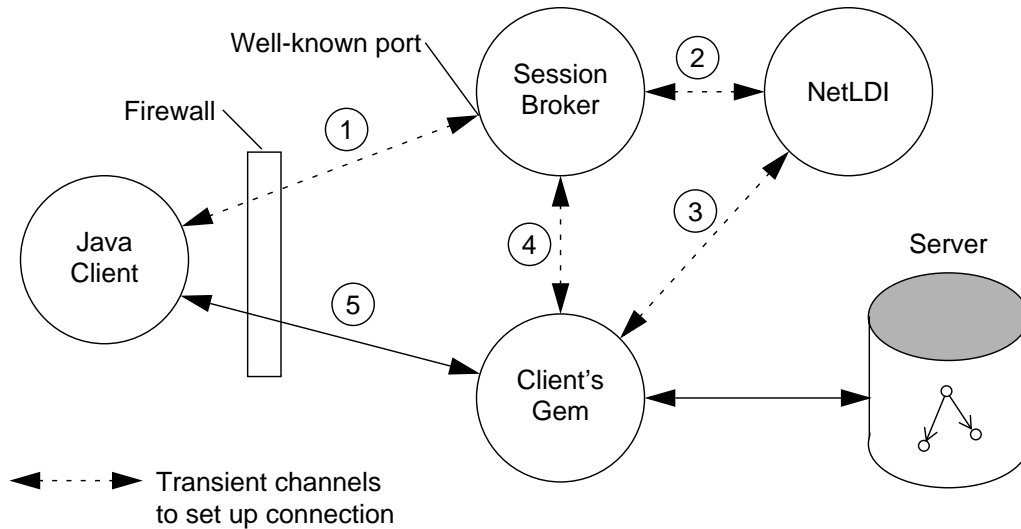 Well-known port
Firewall
1
Session
Broker
2
NetLDI
Java
Client
4
3
Server
5
Client's
Gem
Transient channels
to set up connection